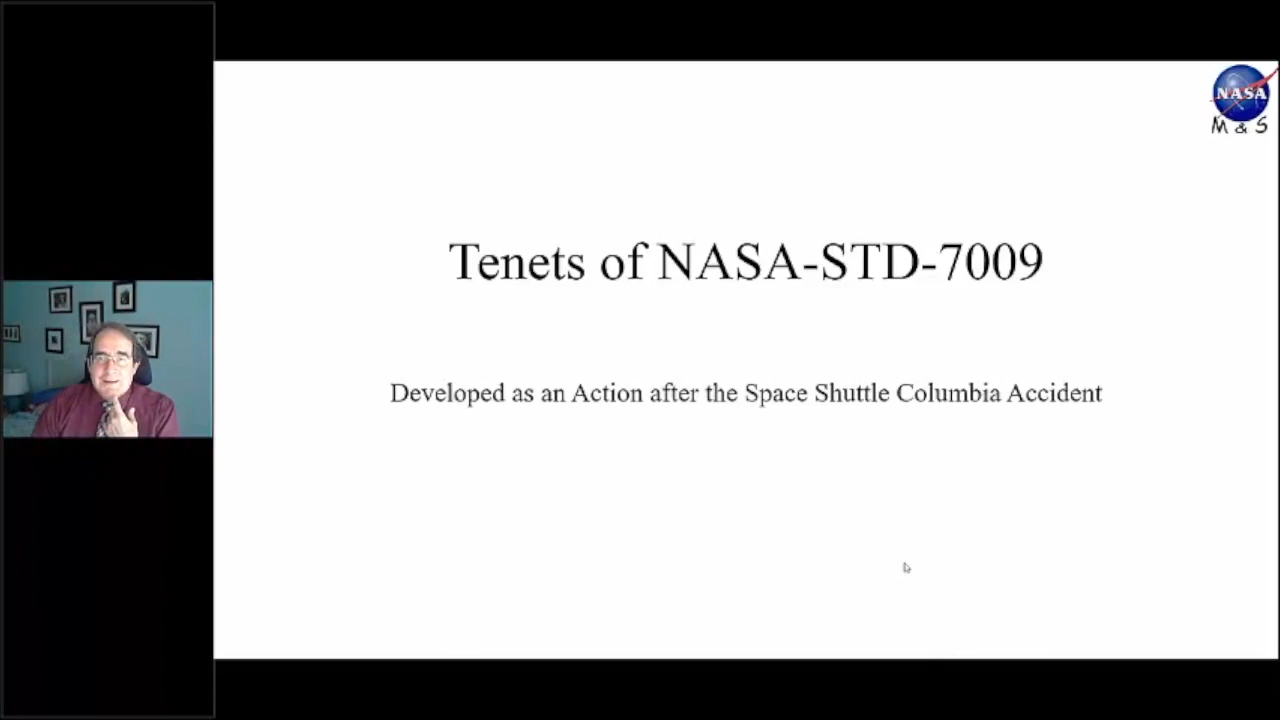 NASA
M & S
Tenets of NASA-STD-7009
Developed as an Action after the Space Shuttle Columbia Accident